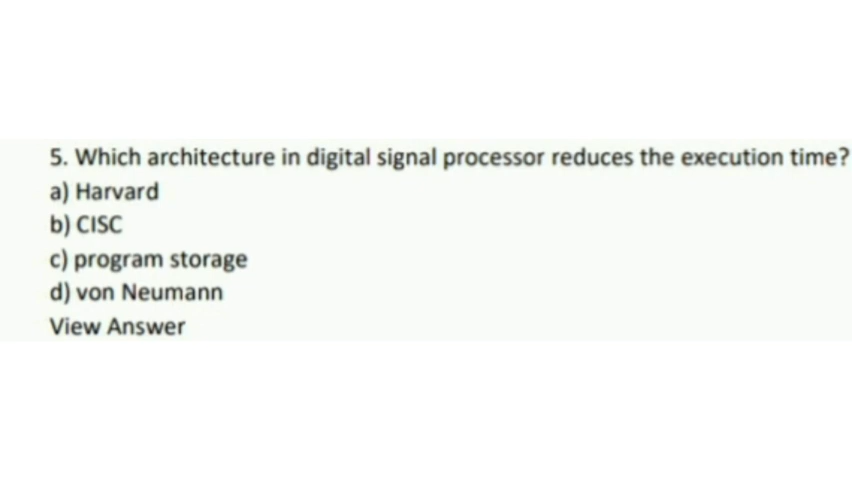 5. Which architecture in digital signal processor reduces the execution time?
a) Harvard
b) CISC
c) program storage
d) von Neumann
View Answer